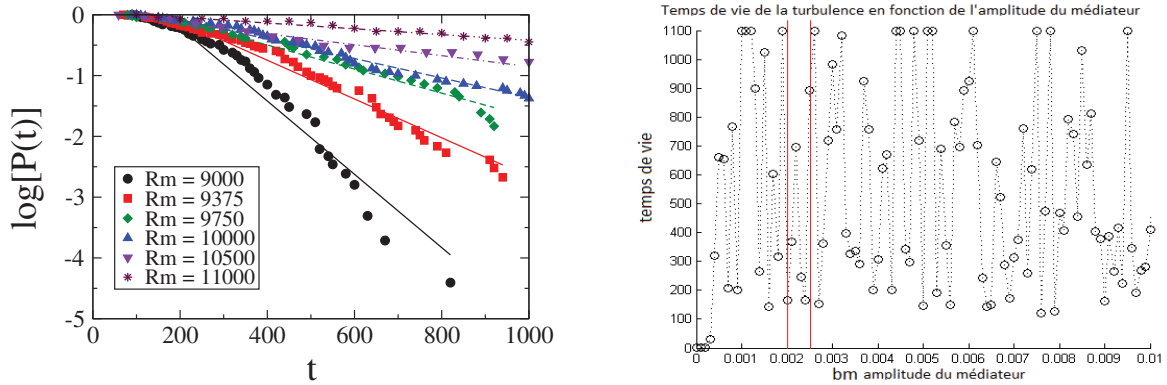 log[P(t)]
0
-1
-2
-3
-4
-5
0 200 400 600 800 1000
t
Rm = 9000
Rm = 9375
Rm = 9750
Rm = 10000
Rm = 10500
Rm = 11000
Temps de vie de la turbulence en fonction de l'amplitude du médiateur
temps de vie
1100
1000
900
800
700
600
500
400
300
200
100
0
0 0.001 0.002 0.003 0.004 0.005 0.006 0.007 0.008 0.009 0.01
bm amplitude du médiateur